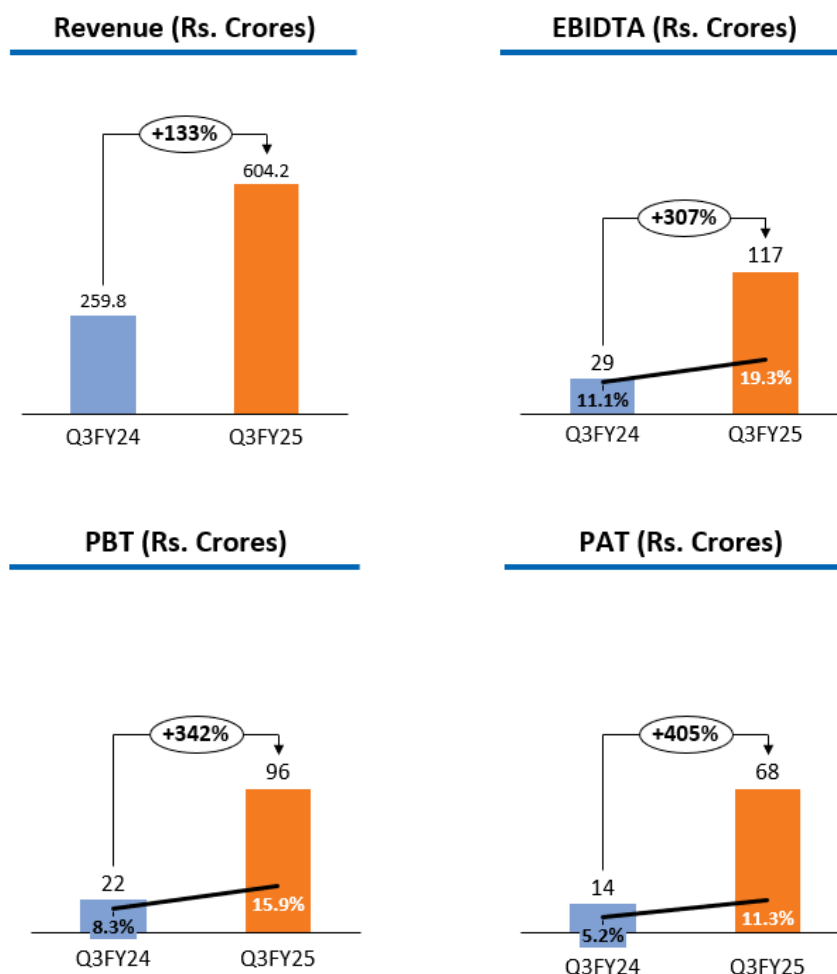 Revenue (Rs. Crores)
+133%
604.2
259.8
Q3FY24 Q3FY25
EBIDTA (Rs. Crores)
+307%
117
29
19.3%
11.1%
Q3FY24 Q3FY25
PBT (Rs. Crores)
+342%
96
22
15.9%
8.3%
Q3FY24 Q3FY25
PAT (Rs. Crores)
+405%
68
14
11.3%
5.2%
Q3FY24 Q3FY25